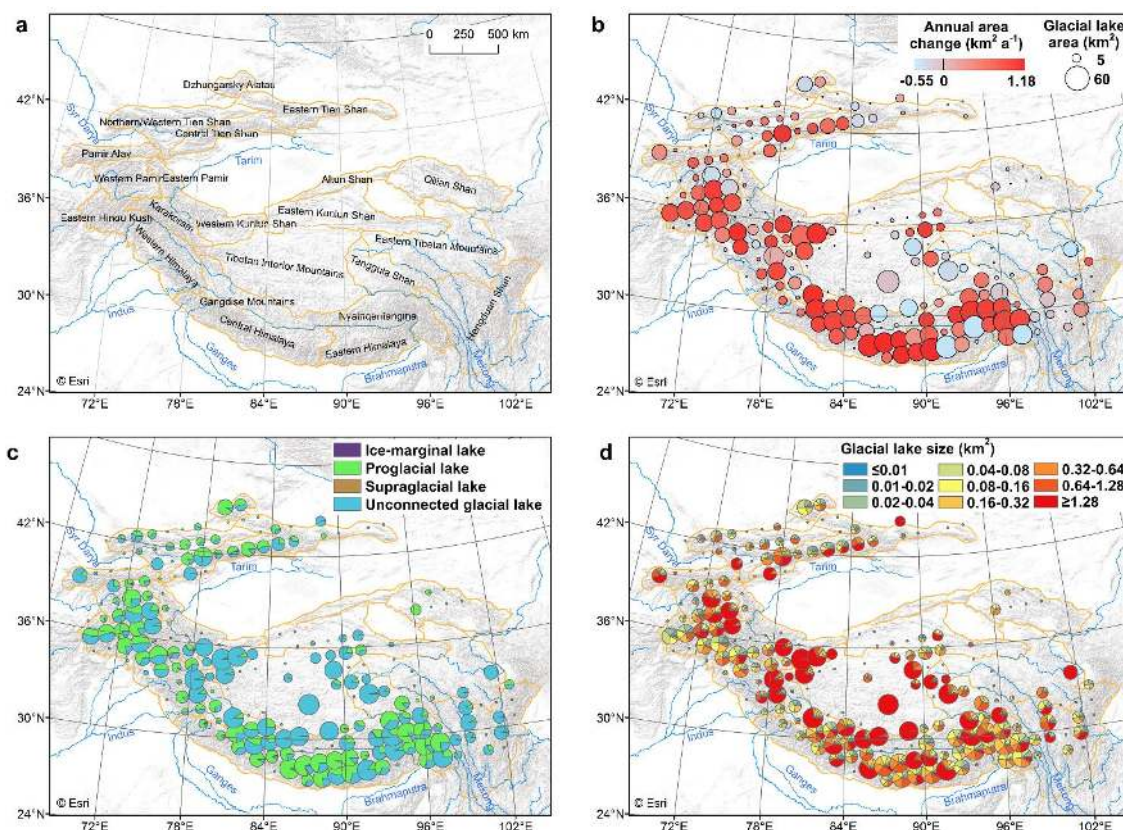 a
0 250 500 km
Dzhungarsky Alatau
Eastern Tien Shan
Northern/Western Tien Shan
Central Tien Shan
Pamir Alay
Western Pamir
Eastern Pamir
Altun Shan
Qilian Shan
Eastern Hindu Kush
Karakoram
Western Kunlun Shan
Eastern Kunlun Shan
Western Himalaya
Eastern Tibetan Mountains
Tibetan Interior Mountains
Tanggula Shan
Hengduan Shan
Gangdise Mountains
Nyainqentanglha
Central Himalaya
Eastern Himalaya
Syr Darya
Tarim
Indus
Ganges
Brahmaputra
Mekong
42°N
36°N
30°N
24°N
© Esri
72°E 78°E 84°E 90°E 96°E 102°E
b
Annual area
change (km² a⁻¹)
-0.55 0 1.18
Glacial lake
area (km²)
5
60
Syr Darya
Tarim
Indus
Ganges
Brahmaputra
Mekong
42°N
36°N
30°N
24°N
© Esri
72°E 78°E 84°E 90°E 96°E 102°E
c
Ice-marginal lake
Proglacial lake
Supraglacial lake
Unconnected glacial lake
Syr Darya
Tarim
Indus
Ganges
Brahmaputra
Mekong
42°N
36°N
30°N
24°N
© Esri
72°E 78°E 84°E 90°E 96°E 102°E
d
Glacial lake size (km²)
≤0.01 0.04-0.08 0.32-0.64
0.01-0.02 0.08-0.16 0.64-1.28
0.02-0.04 0.16-0.32 ≥1.28
Syr Darya
Tarim
Indus
Ganges
Brahmaputra
Mekong
42°N
36°N
30°N
24°N
© Esri
72°E 78°E 84°E 90°E 96°E 102°E